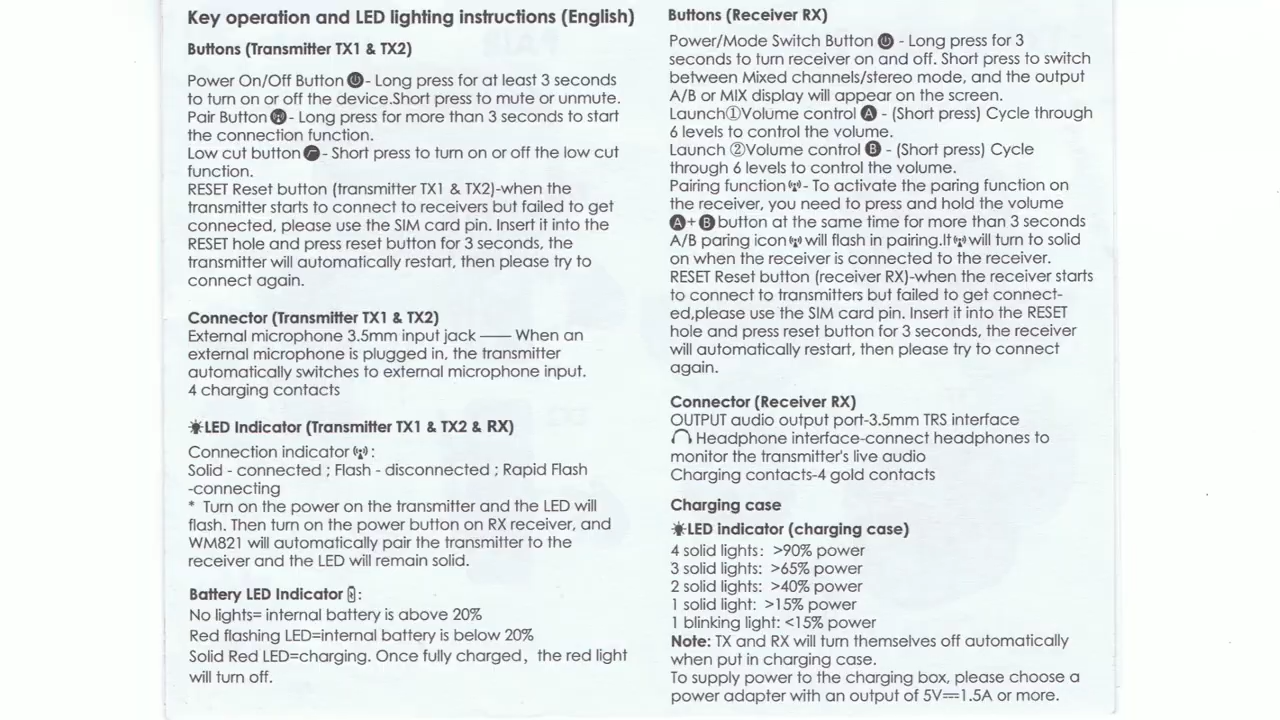 Key operation and LED lighting instructions (English)
Buttons (Transmitter TX1 & TX2)
Power On/Off Button - Long press for at least 3 seconds
to turn on or off the device.Short press to mute or unmute.
Pair Button - Long press for more than 3 seconds to start
the connection function.
Low cut button - Short press to turn on or off the low cut
function.
RESET Reset button (transmitter TX1 & TX2)-when the
transmitter starts to connect to receivers but failed to get
connected, please use the SIM card pin. Insert it into the
RESET hole and press reset button for 3 seconds, the
transmitter will automatically restart, then please try to
connect again.
Connector (Transmitter TX1 & TX2)
External microphone 3.5mm input jack —— When an
external microphone is plugged in, the transmitter
automatically switches to external microphone input.
4 charging contacts
LED Indicator (Transmitter TX1 & TX2 & RX)
Connection indicator :
Solid - connected ; Flash - disconnected ; Rapid Flash
-connecting
* Turn on the power on the transmitter and the LED will
flash. Then turn on the power button on RX receiver, and
WM821 will automatically pair the transmitter to the
receiver and the LED will remain solid.
Battery LED Indicator :
No lights= internal battery is above 20%
Red flashing LED=internal battery is below 20%
Solid Red LED=charging. Once fully charged, the red light
will turn off.
Buttons (Receiver RX)
Power/Mode Switch Button - Long press for 3
seconds to turn receiver on and off. Short press to switch
between Mixed channels/stereo mode, and the output
A/B or MIX display will appear on the screen.
Launch①Volume control A - (Short press) Cycle through
6 levels to control the volume.
Launch ②Volume control B - (Short press) Cycle
through 6 levels to control the volume.
Pairing function - To activate the paring function on
the receiver, you need to press and hold the volume
A+B button at the same time for more than 3 seconds
A/B paring icon will flash in pairing.It will turn to solid
on when the receiver is connected to the receiver.
RESET Reset button (receiver RX)-when the receiver starts
to connect to transmitters but failed to get connect-
ed,please use the SIM card pin. Insert it into the RESET
hole and press reset button for 3 seconds, the receiver
will automatically restart, then please try to connect
again.
Connector (Receiver RX)
OUTPUT audio output port-3.5mm TRS interface
Headphone interface-connect headphones to
monitor the transmitter's live audio
Charging contacts-4 gold contacts
Charging case
LED indicator (charging case)
4 solid lights: >90% power
3 solid lights: >65% power
2 solid lights: >40% power
1 solid light: >15% power
1 blinking light: <15% power
Note: TX and RX will turn themselves off automatically
when put in charging case.
To supply power to the charging box, please choose a
power adapter with an output of 5V⎓1.5A or more.